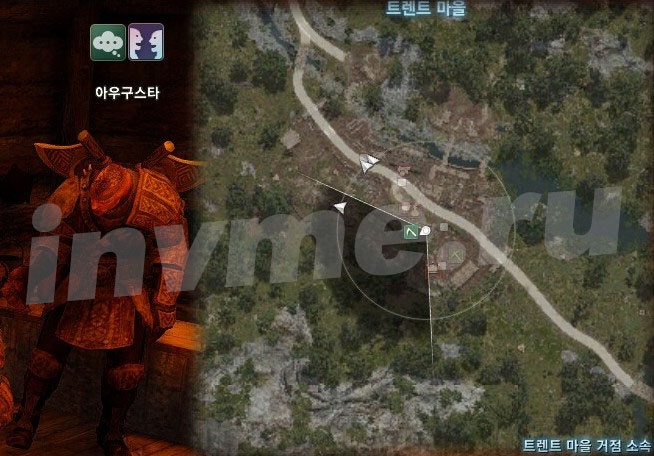 트렌트 마을
아우구스타
invme.ru
트렌트 마을 거점 소속